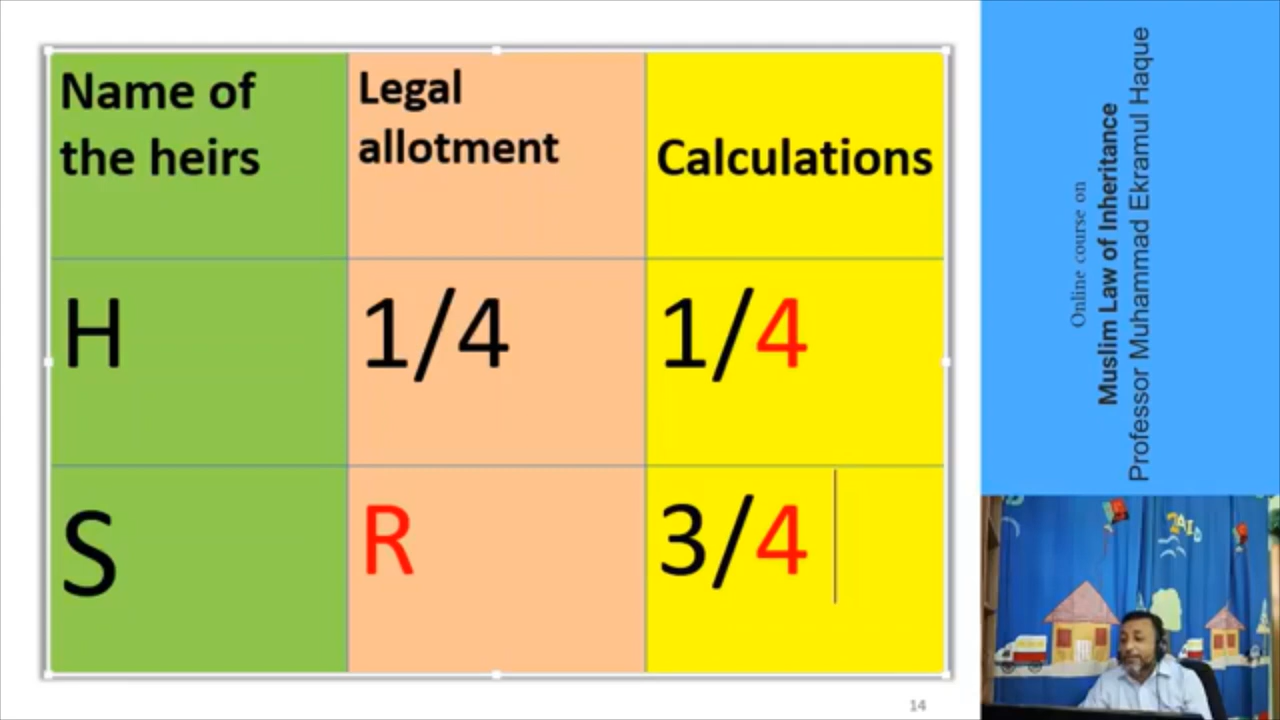 Name of
the heirs
Legal
allotment
Calculations
H
1/4
1/4
S
R
3/4
14
Online course on
Muslim Law of Inheritance
Professor Muhammad Ekramul Haque